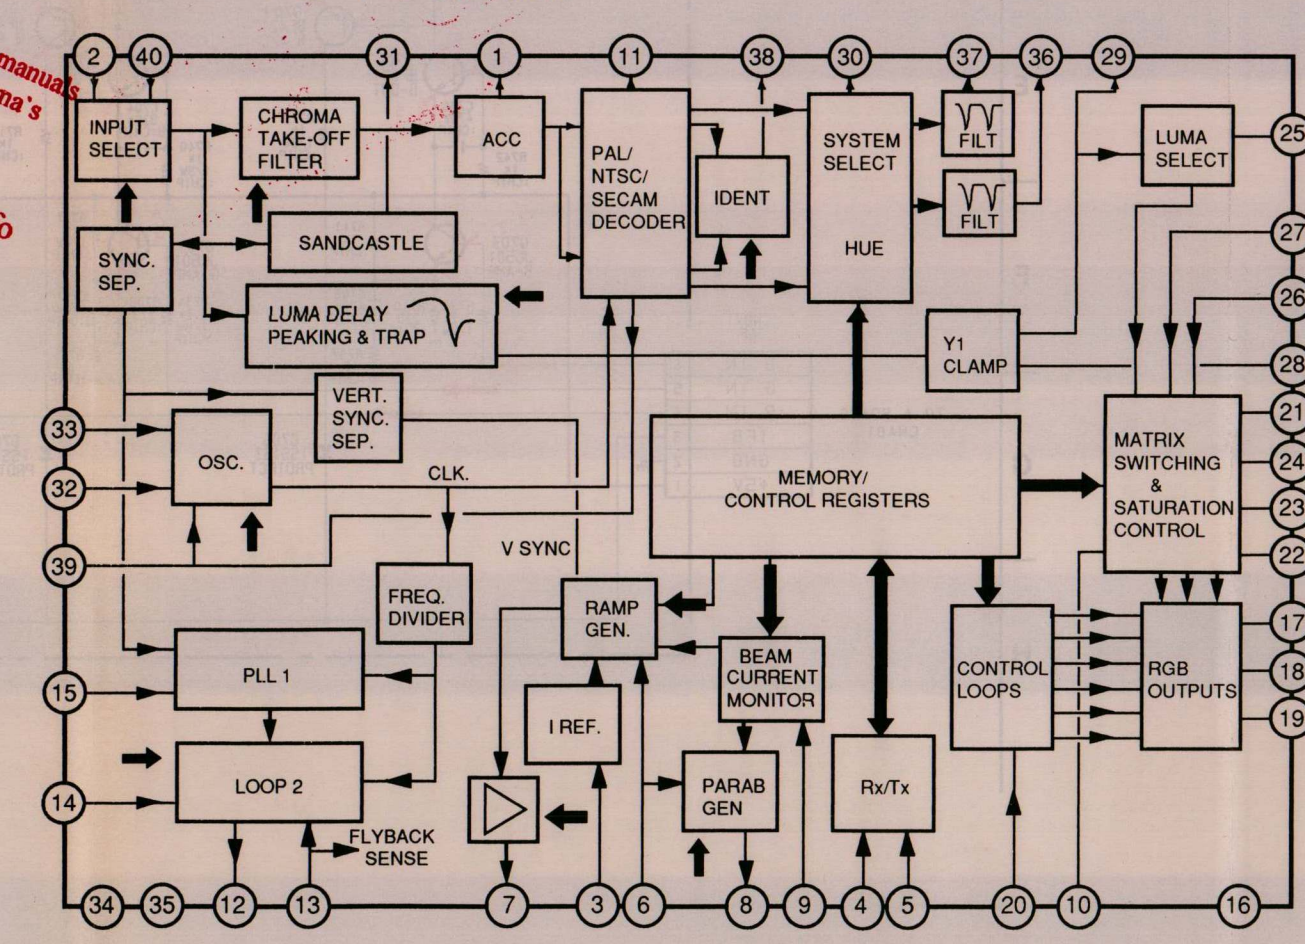 manuals
ma's
2
40
31
1
11
38
30
37
36
29
INPUT
SELECT
CHROMA
TAKE-OFF
FILTER
ACC
PAL/
NTSC/
SECAM
DECODER
IDENT
SYSTEM
SELECT
HUE
FILT
FILT
LUMA
SELECT
25
27
26
28
SYNC.
SEP.
SANDCASTLE
LUMA DELAY
PEAKING & TRAP
Y1
CLAMP
VERT.
SYNC.
SEP.
33
32
39
OSC.
CLK.
V SYNC
MEMORY/
CONTROL REGISTERS
MATRIX
SWITCHING
&
SATURATION
CONTROL
21
24
23
22
FREQ.
DIVIDER
RAMP
GEN.
BEAM
CURRENT
MONITOR
CONTROL
LOOPS
RGB
OUTPUTS
17
18
19
15
PLL 1
I REF.
14
LOOP 2
PARAB
GEN
Rx/Tx
FLYBACK
SENSE
34
35
12
13
7
3
6
8
9
4
5
20
10
16